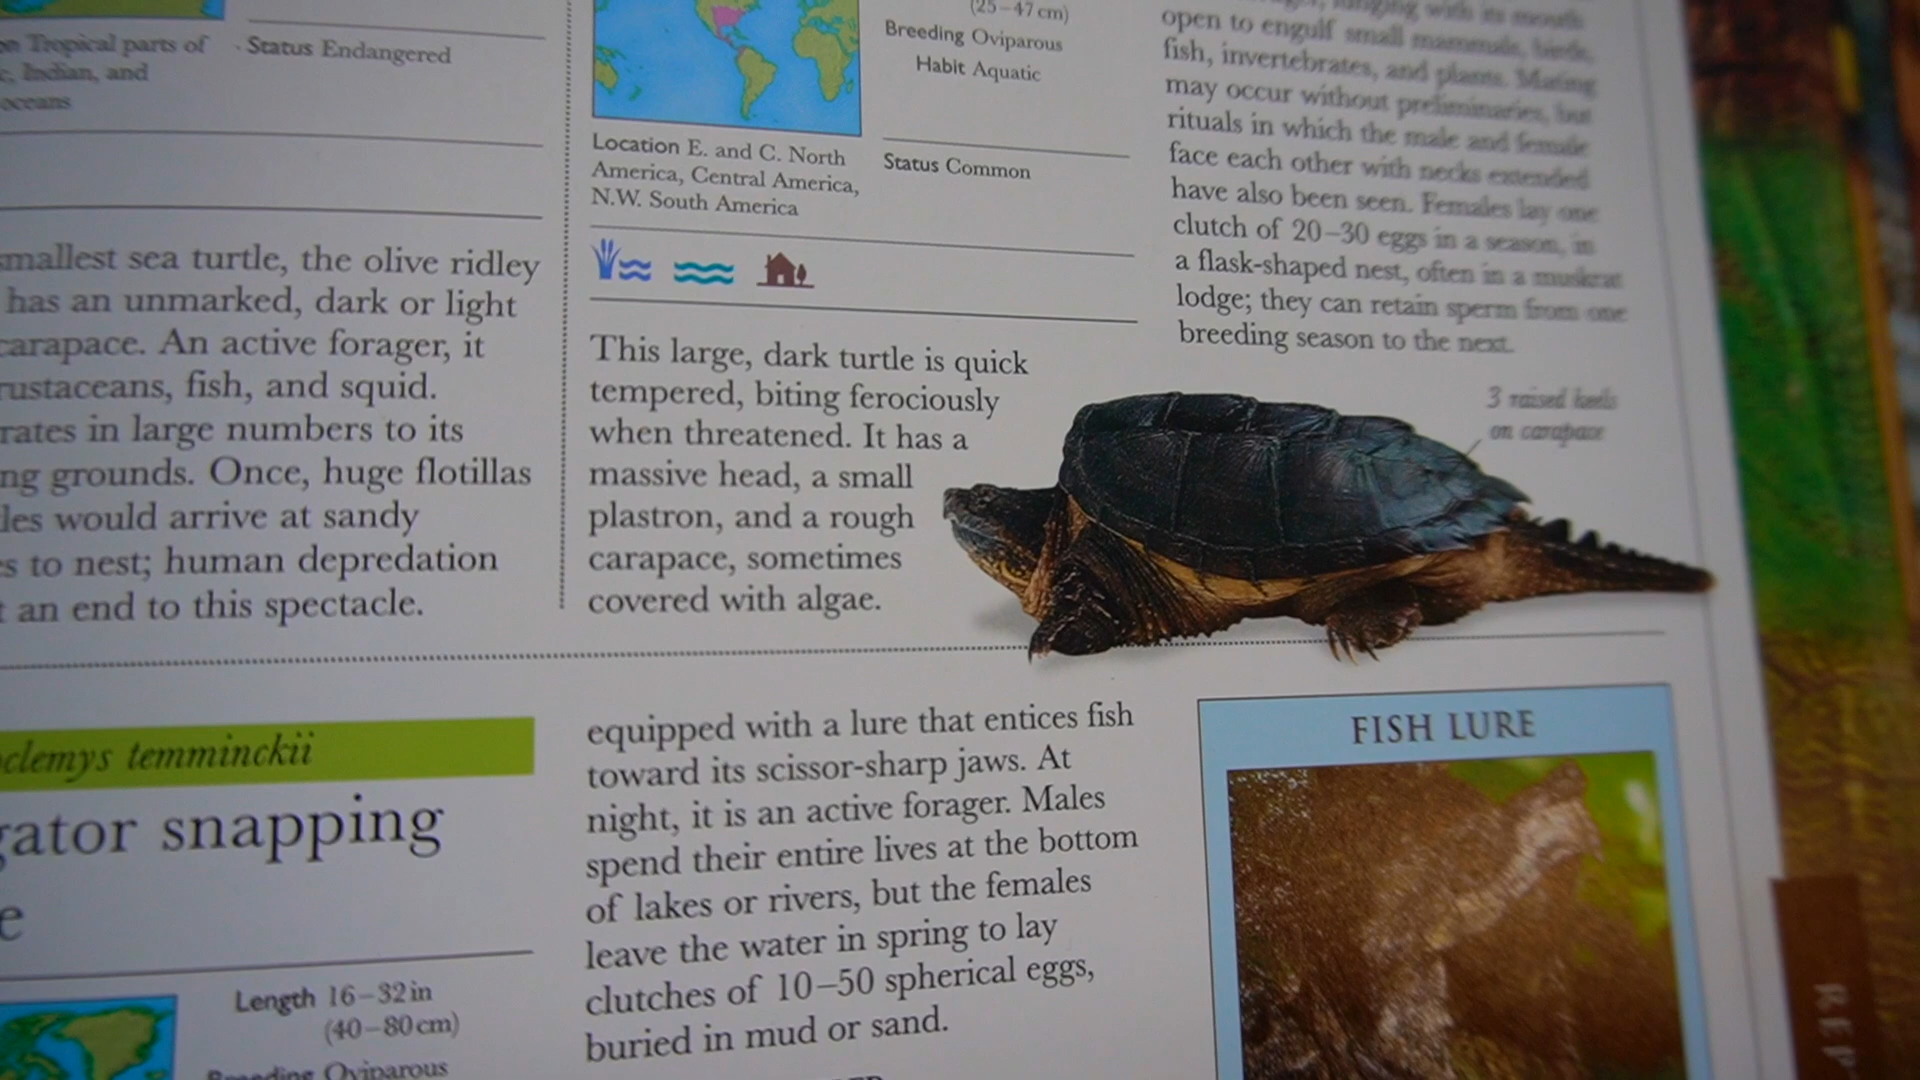 Tropical parts of
Indian, and
oceans
Status Endangered
smallest sea turtle, the olive ridley
has an unmarked, dark or light
carapace. An active forager, it
rustaceans, fish, and squid.
rates in large numbers to its
ng grounds. Once, huge flotillas
les would arrive at sandy
s to nest; human depredation
t an end to this spectacle.
(25–47 cm)
Breeding Oviparous
Habit Aquatic
Location E. and C. North
America, Central America,
N.W. South America
Status Common
This large, dark turtle is quick
tempered, biting ferociously
when threatened. It has a
massive head, a small
plastron, and a rough
carapace, sometimes
covered with algae.
lunging with its mouth
open to engulf small mammals, birds,
fish, invertebrates, and plants. Mating
may occur without preliminaries, but
rituals in which the male and female
face each other with necks extended
have also been seen. Females lay one
clutch of 20–30 eggs in a season, in
a flask-shaped nest, often in a muskrat
lodge; they can retain sperm from one
breeding season to the next.
3 raised keels
on carapace
clemys temminckii
gator snapping
e
Length 16–32 in
(40–80 cm)
Breeding Oviparous
equipped with a lure that entices fish
toward its scissor-sharp jaws. At
night, it is an active forager. Males
spend their entire lives at the bottom
of lakes or rivers, but the females
leave the water in spring to lay
clutches of 10–50 spherical eggs,
buried in mud or sand.
FISH LURE
REP